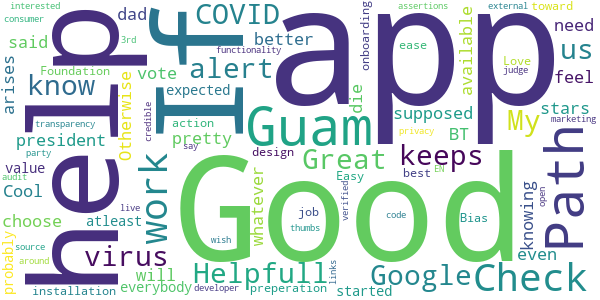 interested
consumer
dad
COVID
assertions
external
toward
said
3rd
better
ease
Love
need
arises
Foundation
functionality
onboarding
available
judge
us
know
Otherwise
vote
alert
app
feel
help
If
expected
die
transparency
credible
action
supposed
My
stars
president
pretty
Guam
BT
marketing
party
say
design
Great
keeps
privacy
Path
value
work
Easy
best
EN
Cool
choose
Good
whatever
verified
audit
atleast
job
code
Bias
knowing
open
live
wish
thumbs
probably
source
around
virus
will
Helpfull
Google
Check
even
everybody
links
installation
developer
preperation
started